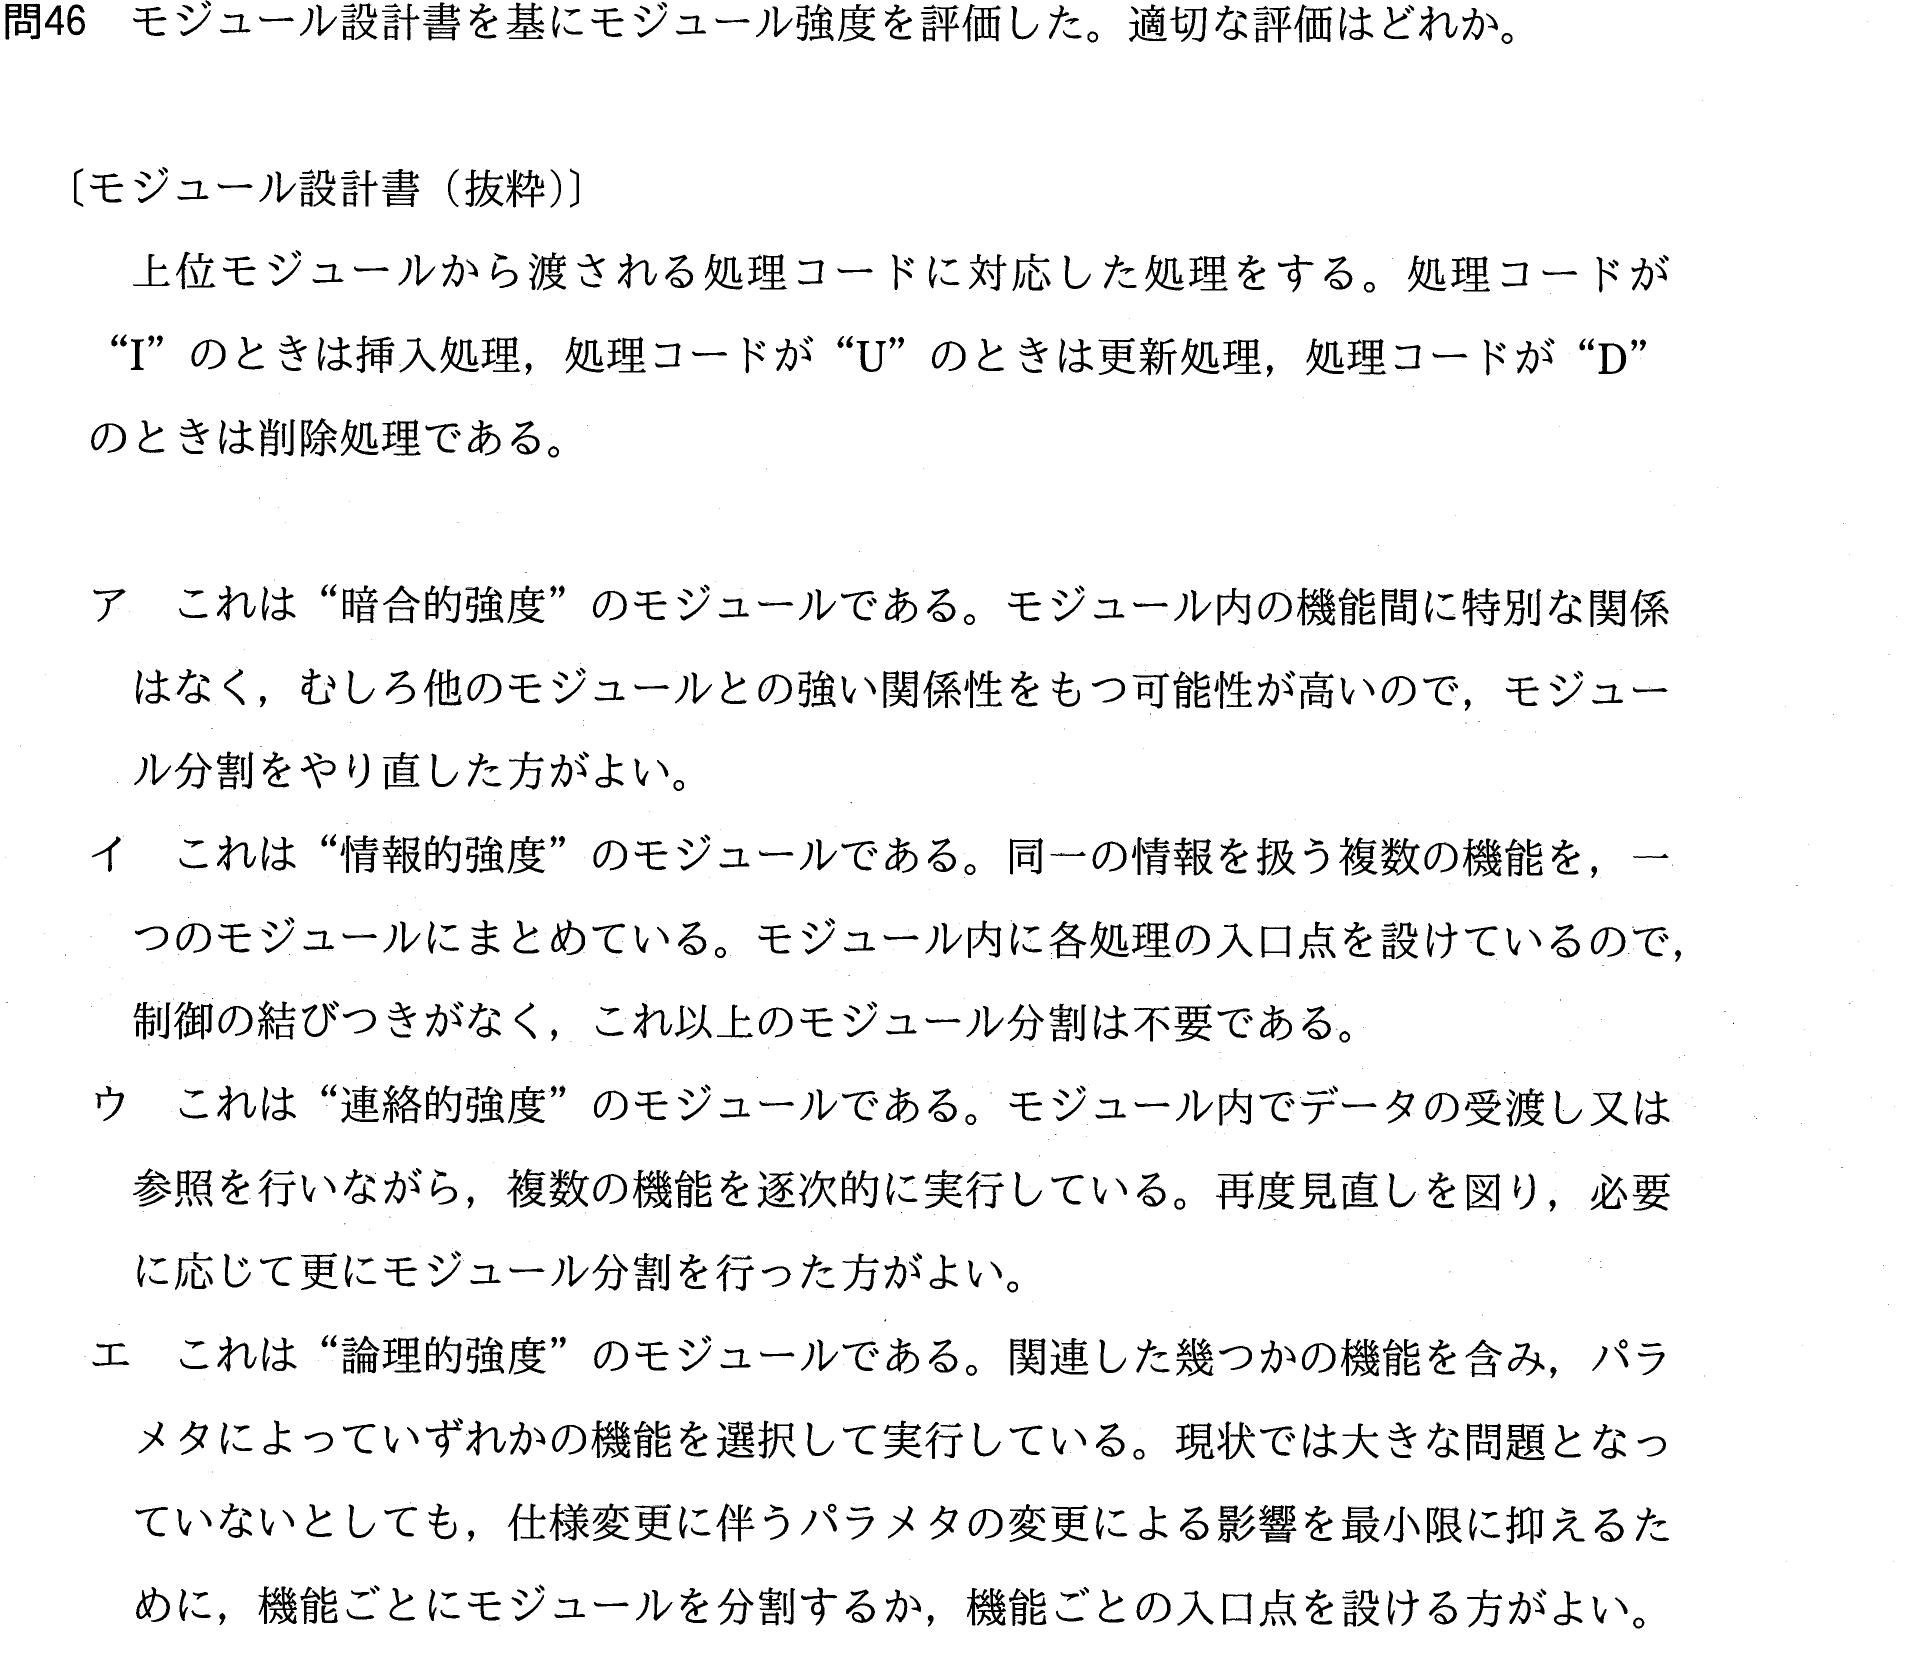 問46 モジュール設計書を基にモジュール強度を評価した。適切な評価はどれか。
〔モジュール設計書（抜粋）〕
上位モジュールから渡される処理コードに対応した処理をする。処理コードが
“I”のときは挿入処理，処理コードが“U”のときは更新処理，処理コードが“D”
のときは削除処理である。
ア これは“暗合的強度”のモジュールである。モジュール内の機能間に特別な関係
はなく，むしろ他のモジュールとの強い関係性をもつ可能性が高いので，モジュー
ル分割をやり直した方がよい。
イ これは“情報的強度”のモジュールである。同一の情報を扱う複数の機能を，一
つのモジュールにまとめている。モジュール内に各処理の入口点を設けているので，
制御の結びつきがなく，これ以上のモジュール分割は不要である。
ウ これは“連絡的強度”のモジュールである。モジュール内でデータの受渡し又は
参照を行いながら，複数の機能を逐次的に実行している。再度見直しを図り，必要
に応じて更にモジュール分割を行った方がよい。
エ これは“論理的強度”のモジュールである。関連した幾つかの機能を含み，パラ
メタによっていずれかの機能を選択して実行している。現状では大きな問題となっ
ていないとしても，仕様変更に伴うパラメタの変更による影響を最小限に抑えるた
めに，機能ごとにモジュールを分割するか，機能ごとの入口点を設ける方がよい。